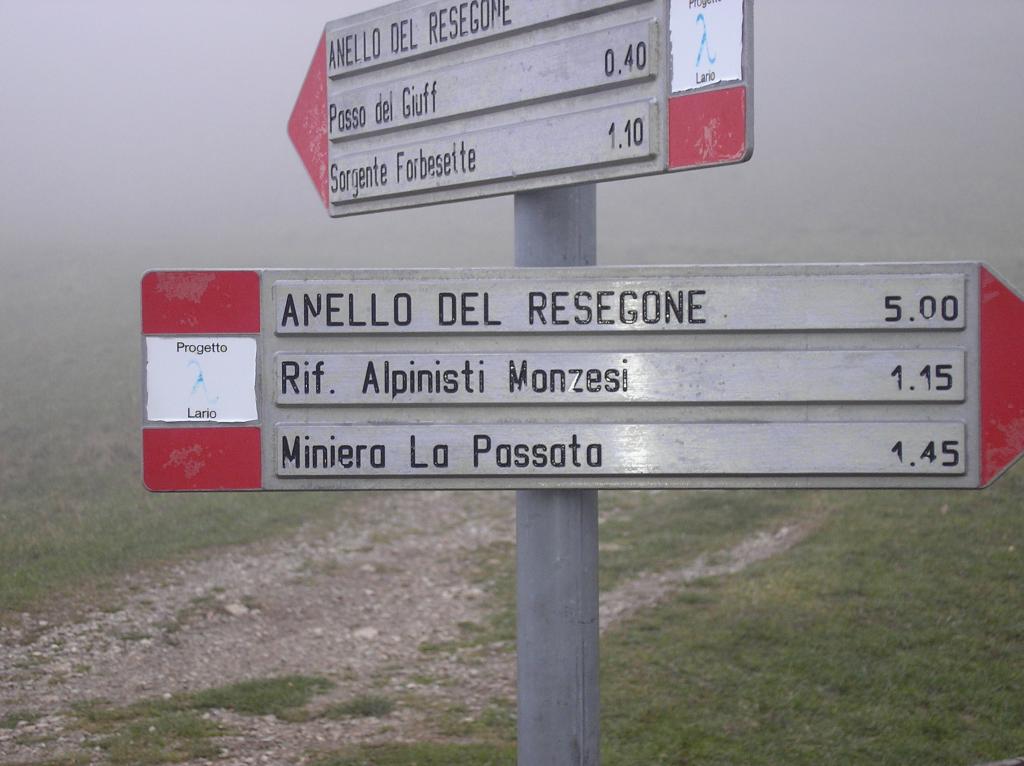 ANELLO DEL RESEGONE
Passo del Giuff 0.40
Sorgente Forbesette 1.10
Progetto
λ
Lario
ANELLO DEL RESEGONE 5.00
Rif. Alpinisti Monzesi 1.15
Miniera La Passata 1.45
Progetto
λ
Lario